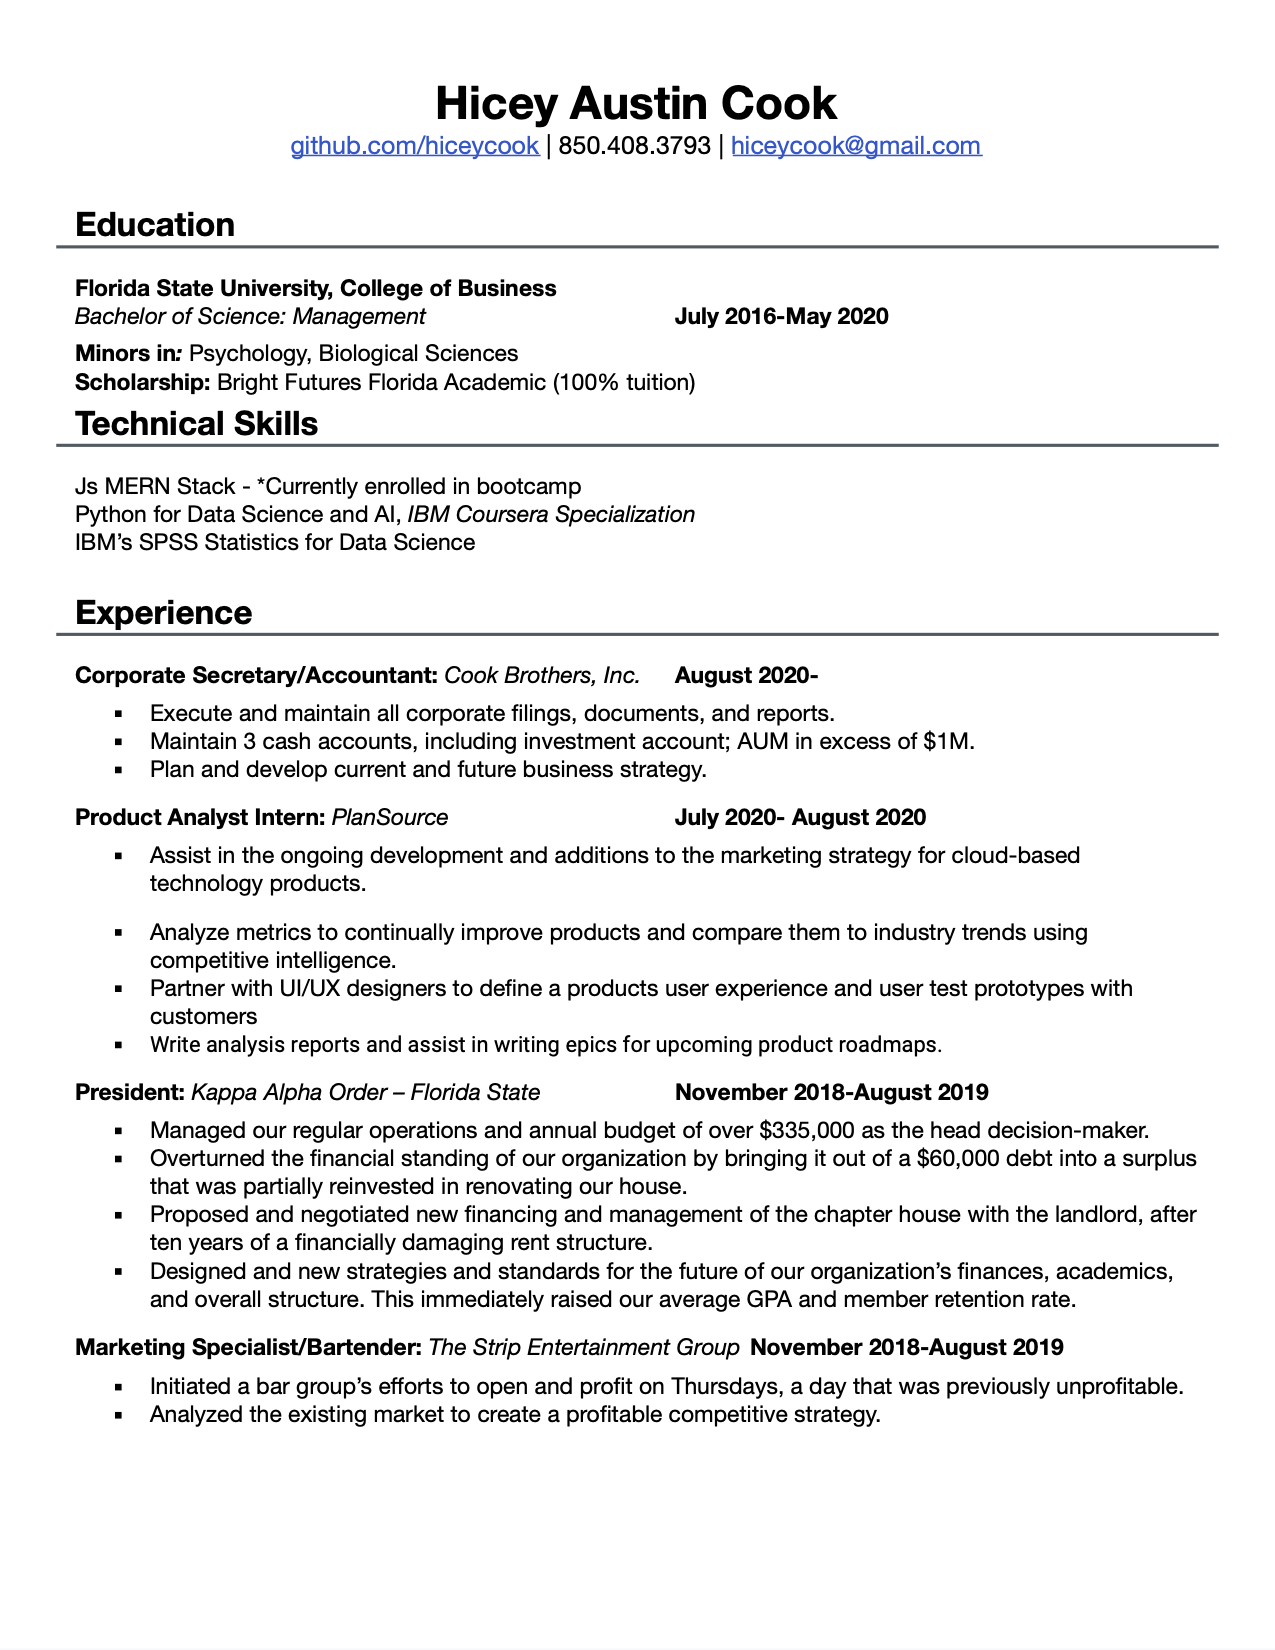 Hicey Austin Cook
github.com/hiceycook | 850.408.3793 | hiceycook@gmail.com
Education
Florida State University, College of Business
Bachelor of Science: Management July 2016-May 2020
Minors in: Psychology, Biological Sciences
Scholarship: Bright Futures Florida Academic (100% tuition)
Technical Skills
Js MERN Stack - *Currently enrolled in bootcamp
Python for Data Science and AI, IBM Coursera Specialization
IBM’s SPSS Statistics for Data Science
Experience
Corporate Secretary/Accountant: Cook Brothers, Inc. August 2020-
▪ Execute and maintain all corporate filings, documents, and reports.
▪ Maintain 3 cash accounts, including investment account; AUM in excess of $1M.
▪ Plan and develop current and future business strategy.
Product Analyst Intern: PlanSource July 2020- August 2020
▪ Assist in the ongoing development and additions to the marketing strategy for cloud-based
technology products.
▪ Analyze metrics to continually improve products and compare them to industry trends using
competitive intelligence.
▪ Partner with UI/UX designers to define a products user experience and user test prototypes with
customers
▪ Write analysis reports and assist in writing epics for upcoming product roadmaps.
President: Kappa Alpha Order – Florida State November 2018-August 2019
▪ Managed our regular operations and annual budget of over $335,000 as the head decision-maker.
▪ Overturned the financial standing of our organization by bringing it out of a $60,000 debt into a surplus
that was partially reinvested in renovating our house.
▪ Proposed and negotiated new financing and management of the chapter house with the landlord, after
ten years of a financially damaging rent structure.
▪ Designed and new strategies and standards for the future of our organization’s finances, academics,
and overall structure. This immediately raised our average GPA and member retention rate.
Marketing Specialist/Bartender: The Strip Entertainment Group November 2018-August 2019
▪ Initiated a bar group’s efforts to open and profit on Thursdays, a day that was previously unprofitable.
▪ Analyzed the existing market to create a profitable competitive strategy.